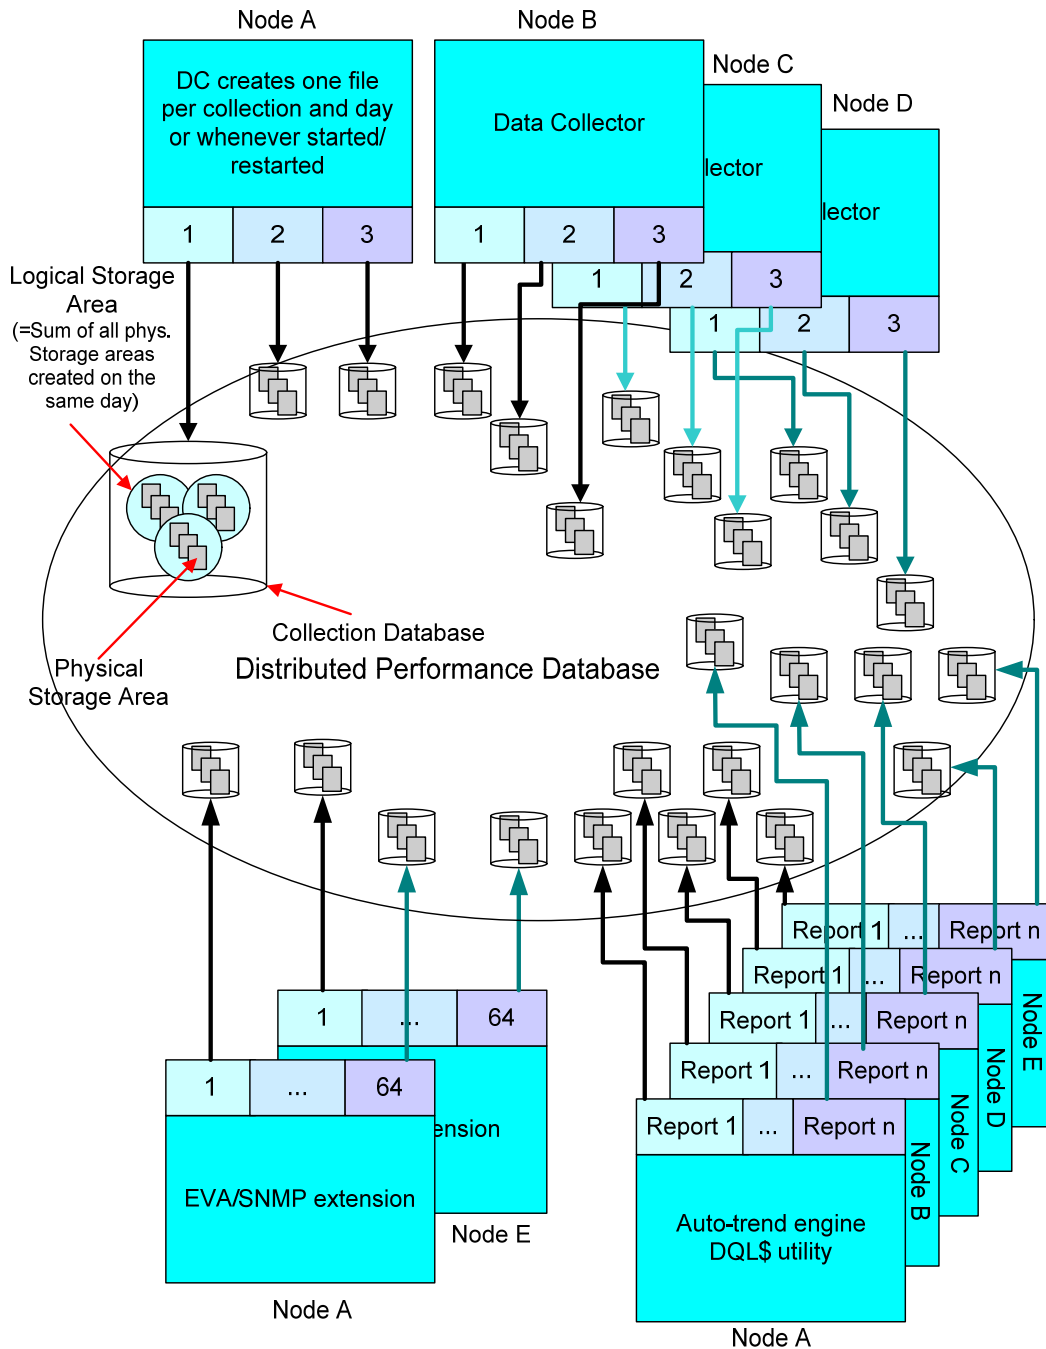 Node A
Node B
Node C
Node D
DC creates one file
per collection and day
or whenever started/
restarted
Data Collector
lector
lector
1
2
3
1
2
3
1
2
3
1
2
3
Logical Storage
Area
(=Sum of all phys.
Storage areas
created on the
same day)
Collection Database
Distributed Performance Database
Physical
Storage Area
1
...
64
ension
Node E
1
...
64
EVA/SNMP extension
Node A
Report 1
...
Report n
Node E
Report 1
...
Report n
Node D
Report 1
...
Report n
Node C
Report 1
...
Report n
Node B
Report 1
...
Report n
Auto-trend engine
DQL$ utility
Node A